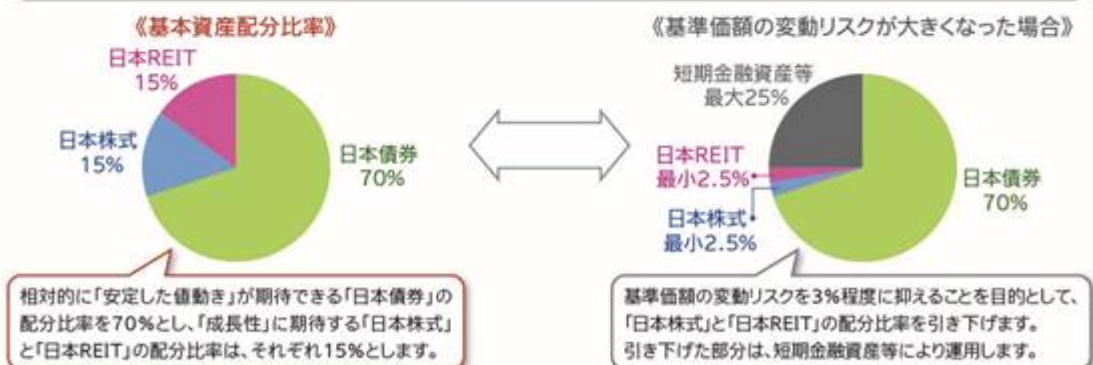 《基本資産配分比率》
日本REIT
15%
日本株式
15%
日本債券
70%
相対的に「安定した値動き」が期待できる「日本債券」の
配分比率を70%とし、「成長性」に期待する「日本株式」
と「日本REIT」の配分比率は、それぞれ15%とします。
《基準価額の変動リスクが大きくなった場合》
短期金融資産等
最大25%
日本REIT
最小2.5%
日本株式
最小2.5%
日本債券
70%
基準価額の変動リスクを3%程度に抑えることを目的として、
「日本株式」と「日本REIT」の配分比率を引き下げます。
引き下げた部分は、短期金融資産等により運用します。